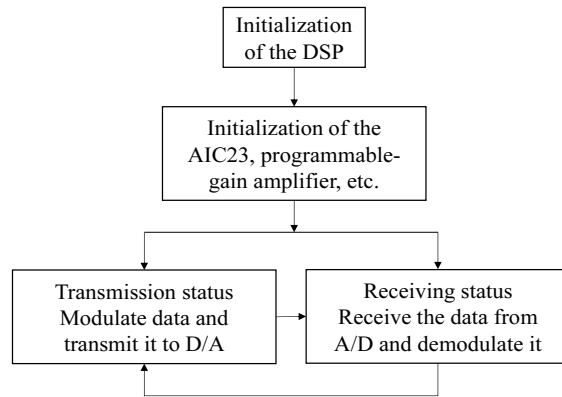 Initialization
of the DSP
Initialization of the
AIC23, programmable-
gain amplifier, etc.
Transmission status
Modulate data and
transmit it to D/A
Receiving status
Receive the data from
A/D and demodulate it